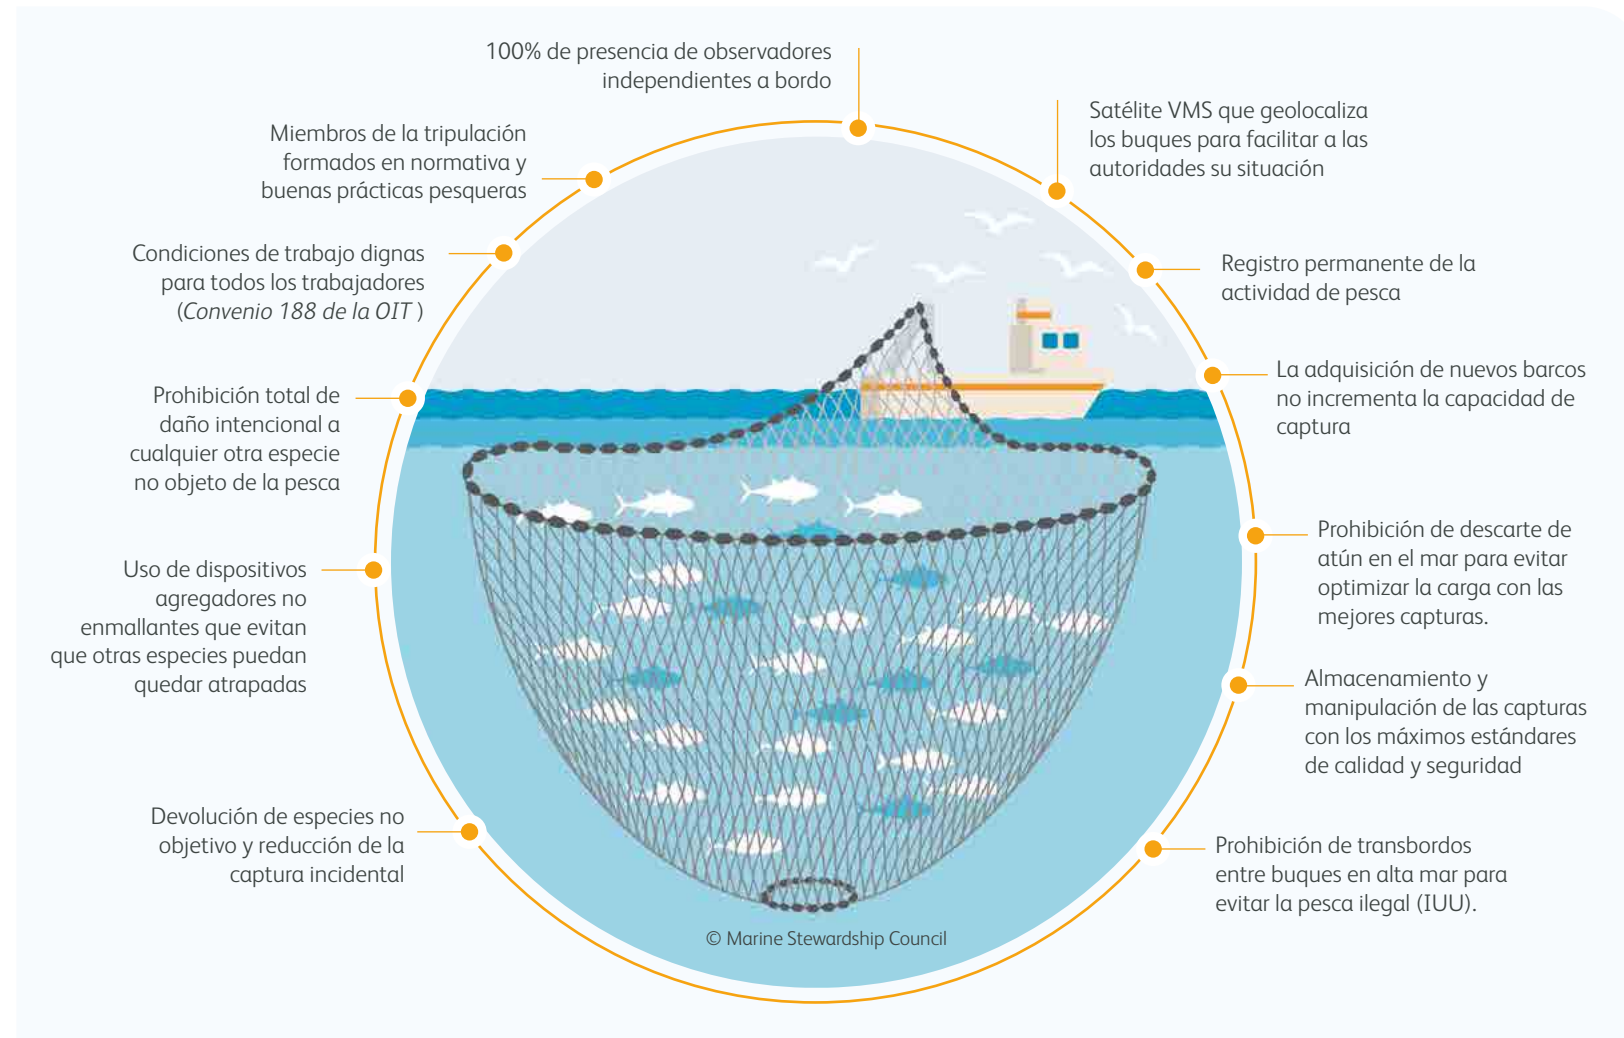 100% de presencia de observadores
independientes a bordo
Satélite VMS que geolocaliza
los buques para facilitar a las
autoridades su situación
Registro permanente de la
actividad de pesca
La adquisición de nuevos barcos
no incrementa la capacidad de
captura
Prohibición de descarte de
atún en el mar para evitar
optimizar la carga con las
mejores capturas.
Almacenamiento y
manipulación de las capturas
con los máximos estándares
de calidad y seguridad
Prohibición de transbordos
entre buques en alta mar para
evitar la pesca ilegal (IUU).
Miembros de la tripulación
formados en normativa y
buenas prácticas pesqueras
Condiciones de trabajo dignas
para todos los trabajadores
(Convenio 188 de la OIT )
Prohibición total de
daño intencional a
cualquier otra especie
no objeto de la pesca
Uso de dispositivos
agregadores no
enmallantes que evitan
que otras especies puedan
quedar atrapadas
Devolución de especies no
objetivo y reducción de la
captura incidental
© Marine Stewardship Council